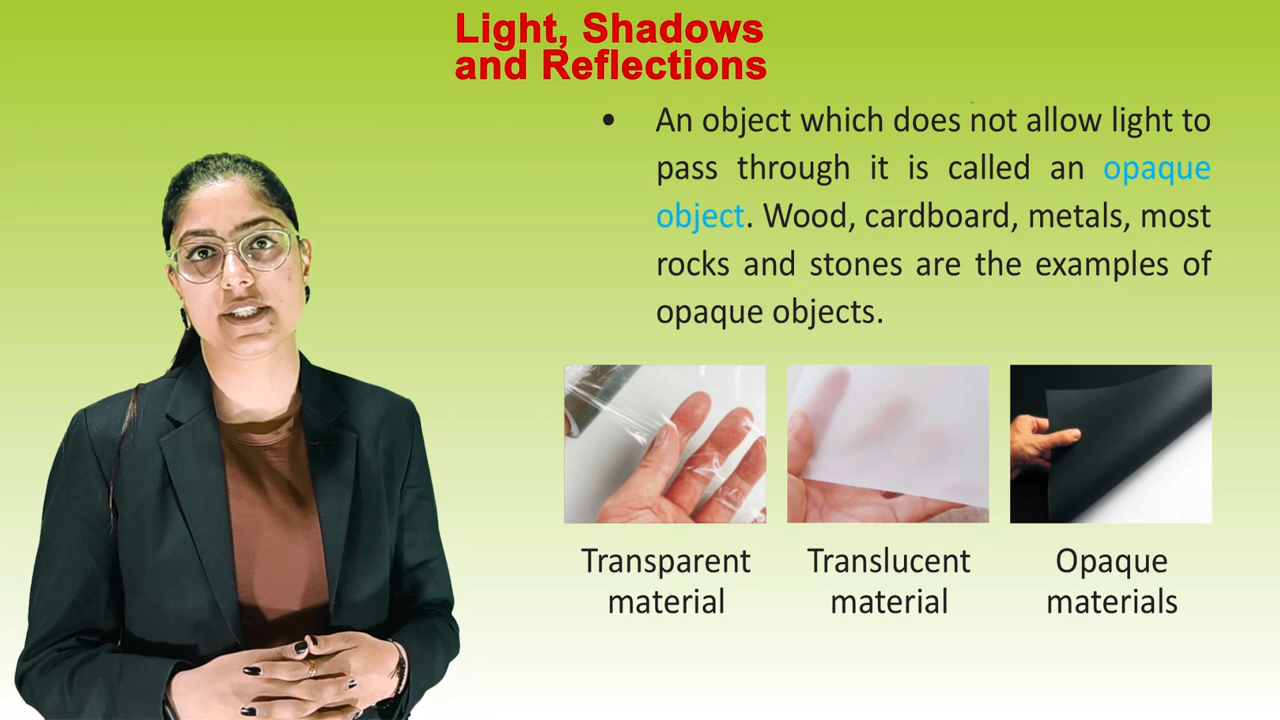 Light, Shadows
and Reflections
• An object which does not allow light to
pass through it is called an opaque
object. Wood, cardboard, metals, most
rocks and stones are the examples of
opaque objects.
Transparent
material
Translucent
material
Opaque
materials